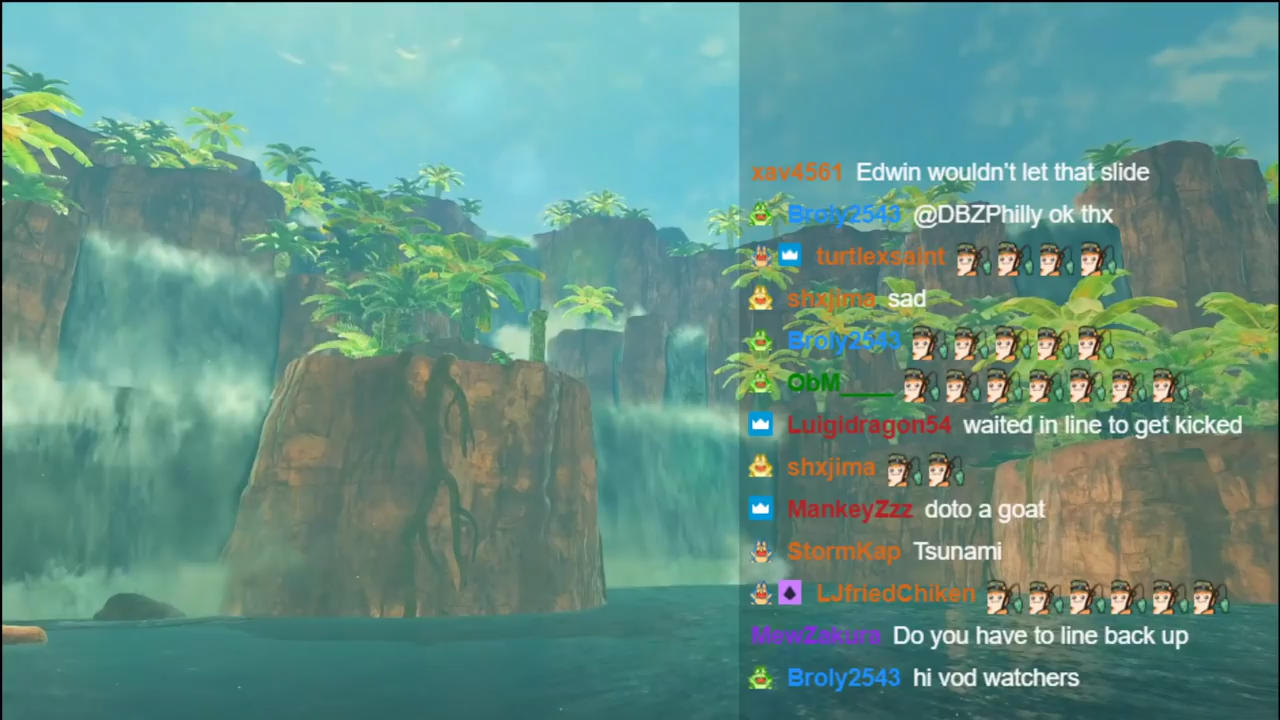 xav4561 Edwin wouldn't let that slide
Broly2543 @DBZPhilly ok thx
turtlexsaint
shxjima sad
Broly2543
ObM____
Luigidragon54 waited in line to get kicked
shxjima
MankeyZzz doto a goat
StormKap Tsunami
LJfriedChiken
MewZakura Do you have to line back up
Broly2543 hi vod watchers